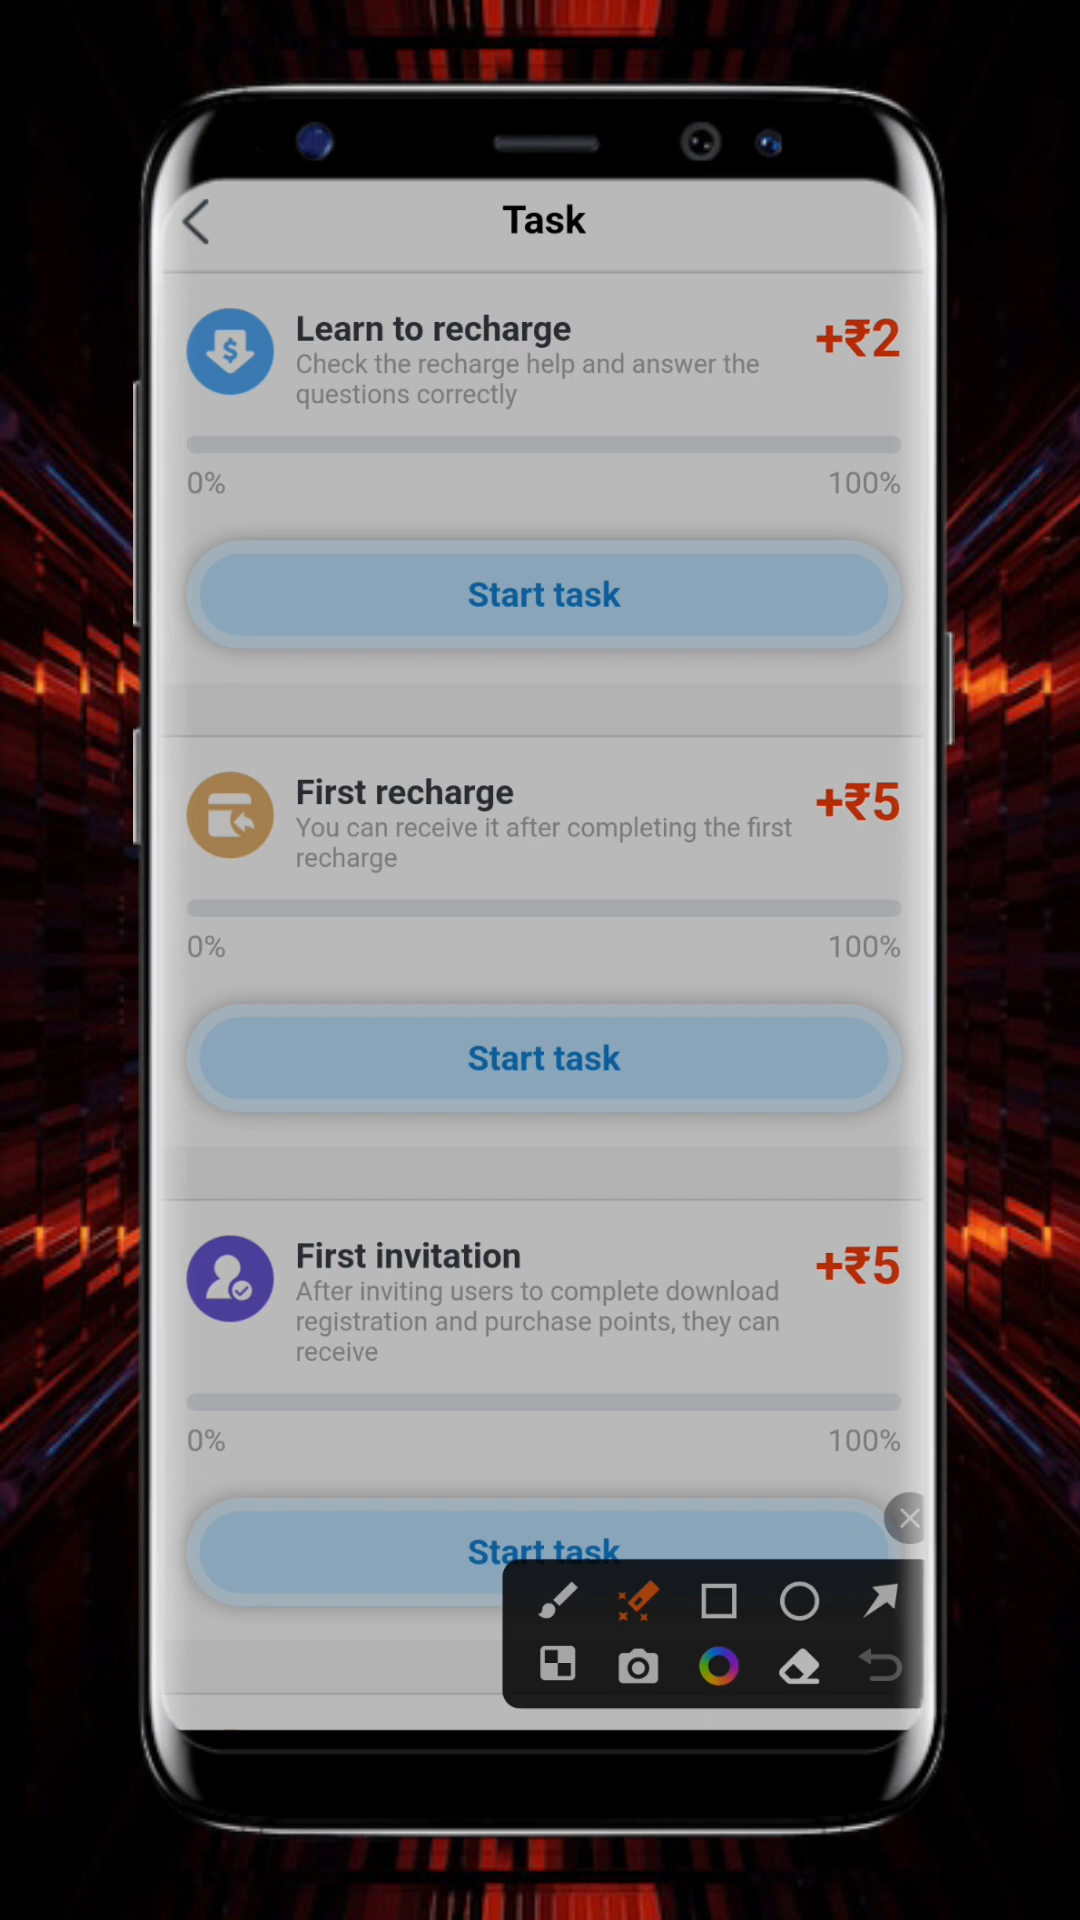 Task
Learn to recharge
+₹2
Check the recharge help and answer the
questions correctly
0%
100%
Start task
First recharge
+₹5
You can receive it after completing the first
recharge
0%
100%
Start task
First invitation
+₹5
After inviting users to complete download
registration and purchase points, they can
receive
0%
100%
Start task